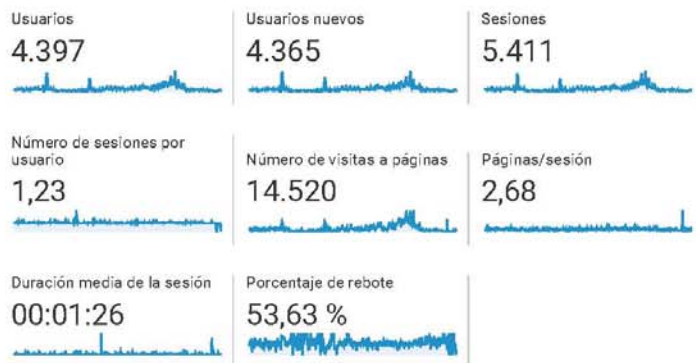 Usuarios
4.397
Usuarios nuevos
4.365
Sesiones
5.411
Número de sesiones por
usuario
1,23
Número de visitas a páginas
14.520
Páginas/sesión
2,68
Duración media de la sesión
00:01:26
Porcentaje de rebote
53,63 %